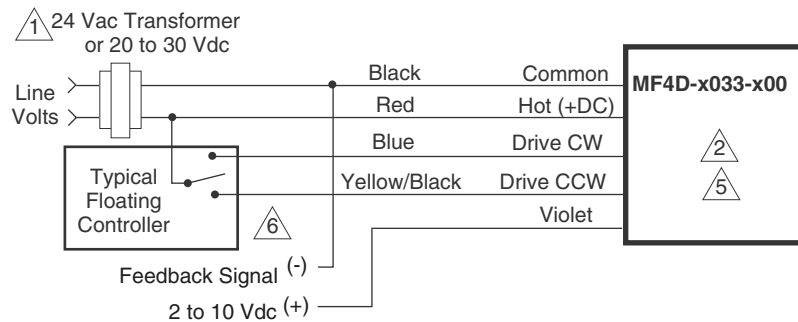 1 24 Vac Transformer
or 20 to 30 Vdc
Line
Volts
Black Common
Red Hot (+DC)
Blue Drive CW
Yellow/Black Drive CCW
Violet
MF4D-x033-x00
2
5
Typical
Floating
Controller
6
Feedback Signal (-)
2 to 10 Vdc (+)